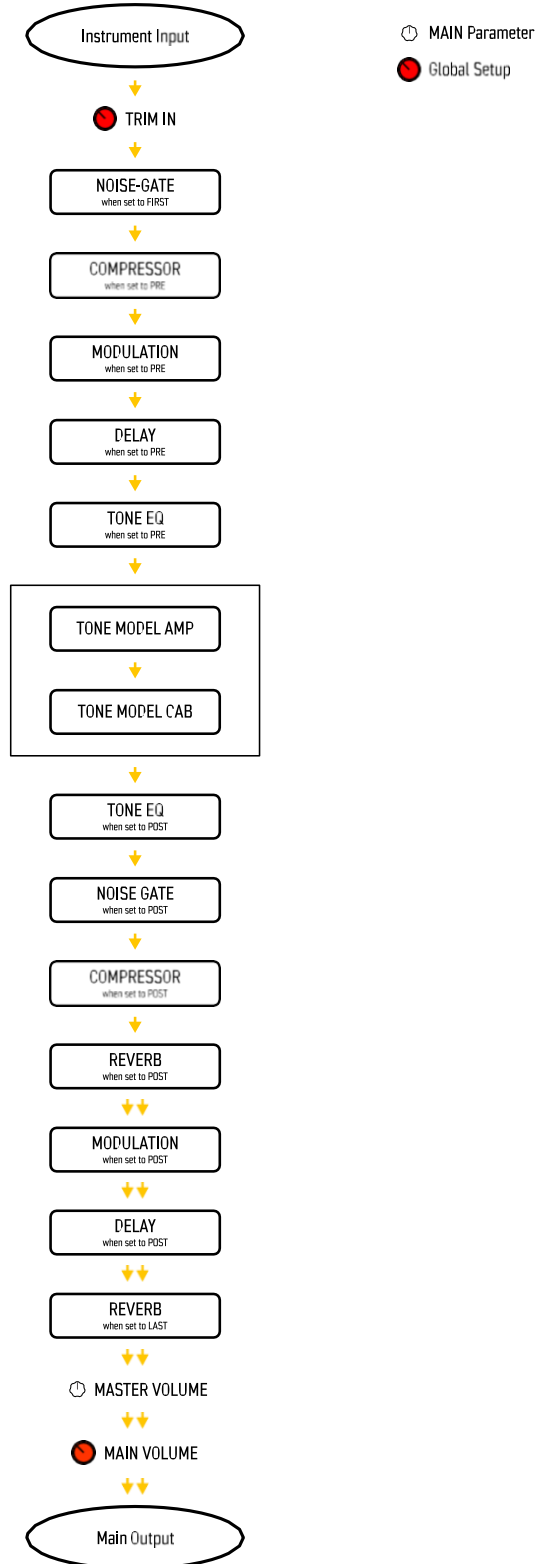 Instrument Input
MAIN Parameter
Global Setup
TRIM IN
NOISE-GATE
when set to FIRST
COMPRESSOR
when set to PRE
MODULATION
when set to PRE
DELAY
when set to PRE
TONE EQ
when set to PRE
TONE MODEL AMP
TONE MODEL CAB
TONE EQ
when set to POST
NOISE GATE
when set to POST
COMPRESSOR
when set to POST
REVERB
when set to POST
MODULATION
when set to POST
DELAY
when set to POST
REVERB
when set to LAST
MASTER VOLUME
MAIN VOLUME
Main Output